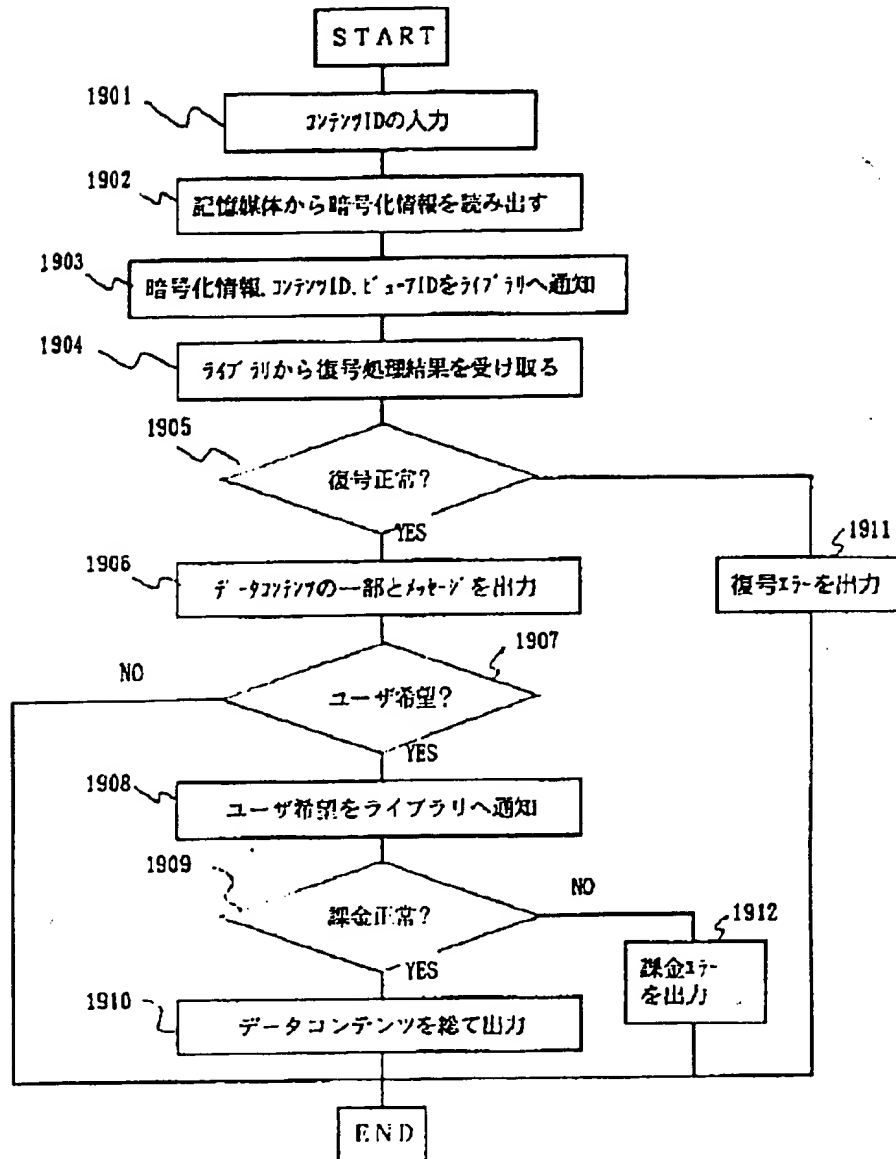 START
1901
コンテンツIDの入力
1902
記憶媒体から暗号化情報を読み出す
1903
暗号化情報、コンテンツID、ビューアIDをライブラリへ通知
1904
ライブラリから復号処理結果を受け取る
1905
復号正常?
YES
1911
復号エラーを出力
1906
データコンテンツの一部とメッセージを出力
1907
NO
ユーザ希望?
YES
1908
ユーザ希望をライブラリへ通知
1909
NO
課金正常?
YES
1912
課金エラー
を出力
1910
データコンテンツを総て出力
END